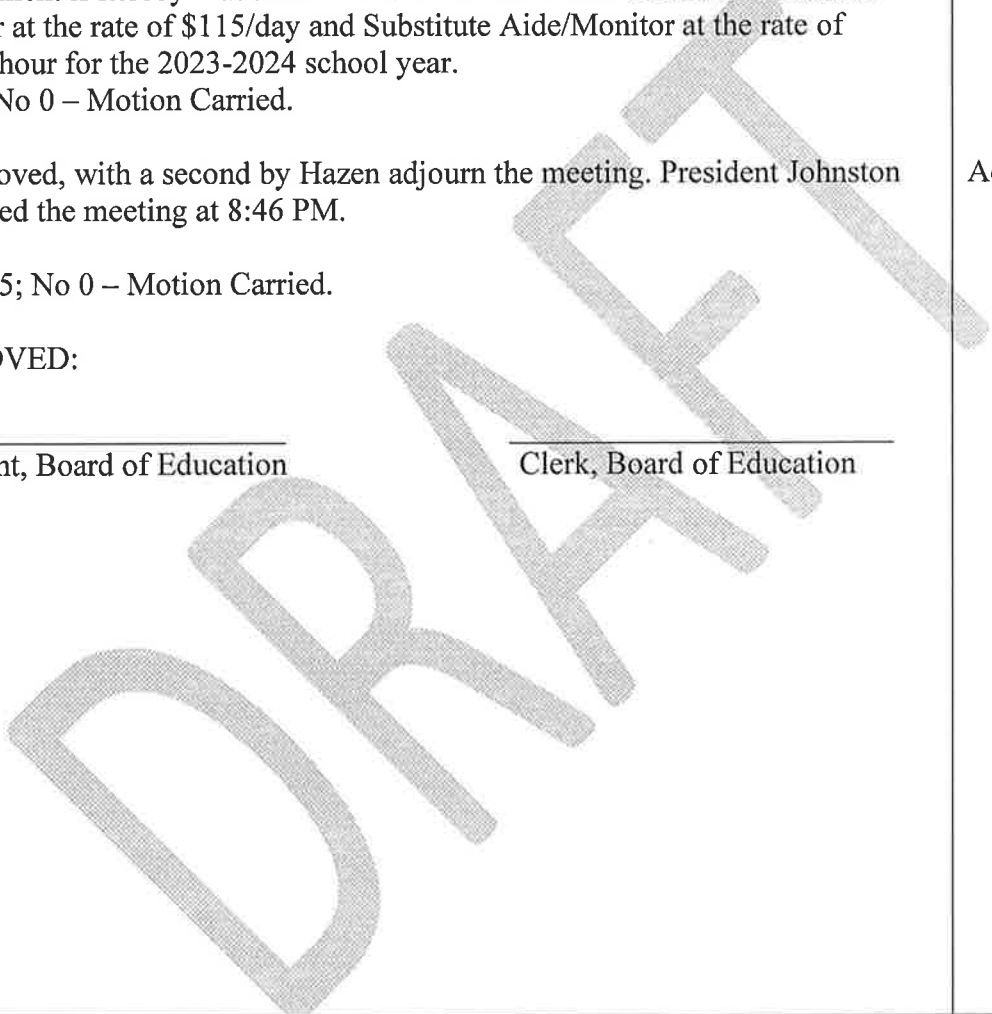 r at the rate of $115/day and Substitute Aide/Monitor at the rate of
hour for the 2023-2024 school year.
No 0 – Motion Carried.
oved, with a second by Hazen adjourn the meeting. President Johnston
ed the meeting at 8:46 PM.
5; No 0 – Motion Carried.
OVED:
nt, Board of Education
Clerk, Board of Education
DRAFT